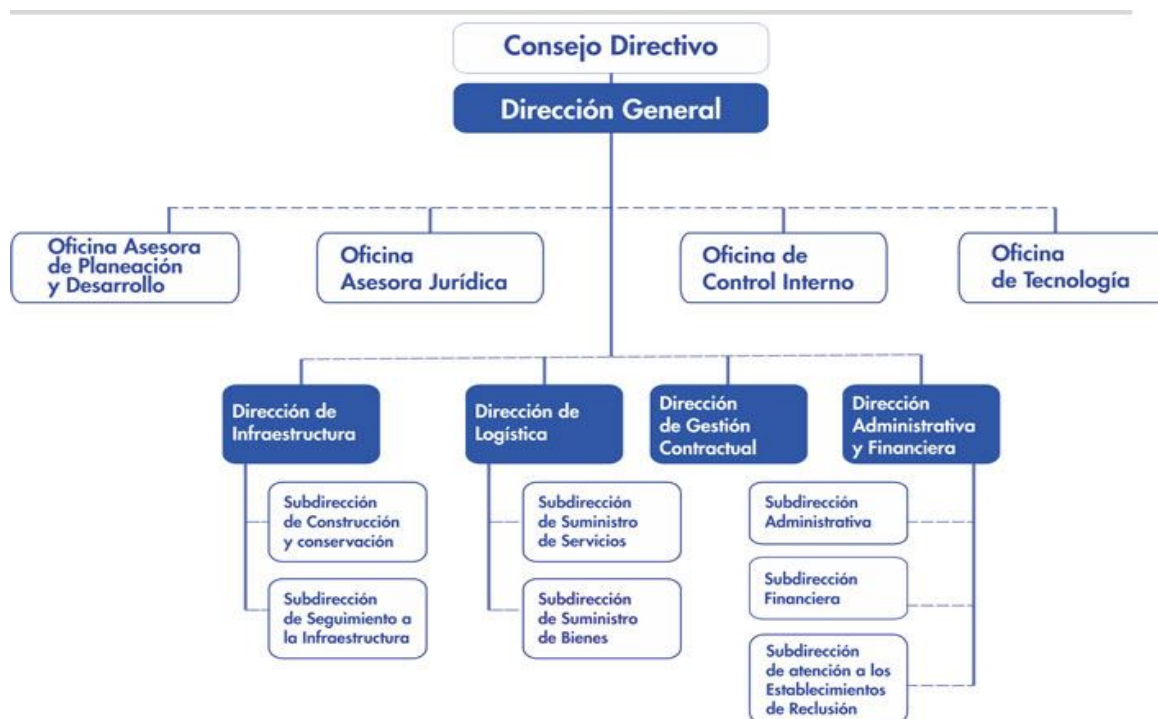 Consejo Directivo
Dirección General
Oficina Asesora
de Planeación
y Desarrollo
Oficina
Asesora Jurídica
Oficina de
Control Interno
Oficina
de Tecnología
Dirección de
Infraestructura
Dirección de
Logística
Dirección
de Gestión
Contractual
Dirección
Administrativa
y Financiera
Subdirección
de Construcción
y conservación
Subdirección
de Seguimiento a
la Infraestructura
Subdirección
de Suministro
de Servicios
Subdirección
de Suministro
de Bienes
Subdirección
Administrativa
Subdirección
Financiera
Subdirección
de atención a los
Establecimientos
de Reclusión